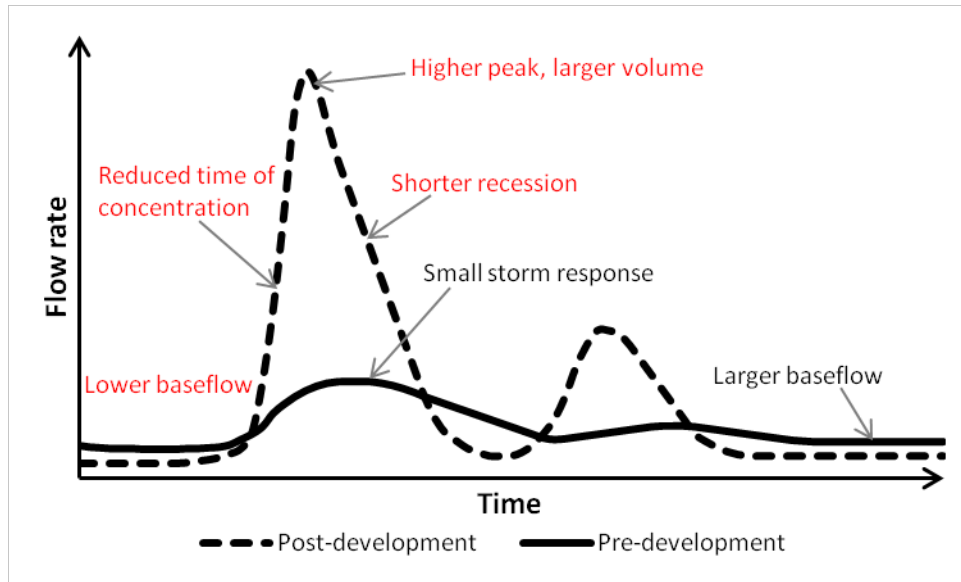 Higher peak, larger volume
Reduced time of
concentration
Shorter recession
Small storm response
Flow rate
Lower baseflow
Larger baseflow
Time
Post-development
Pre-development